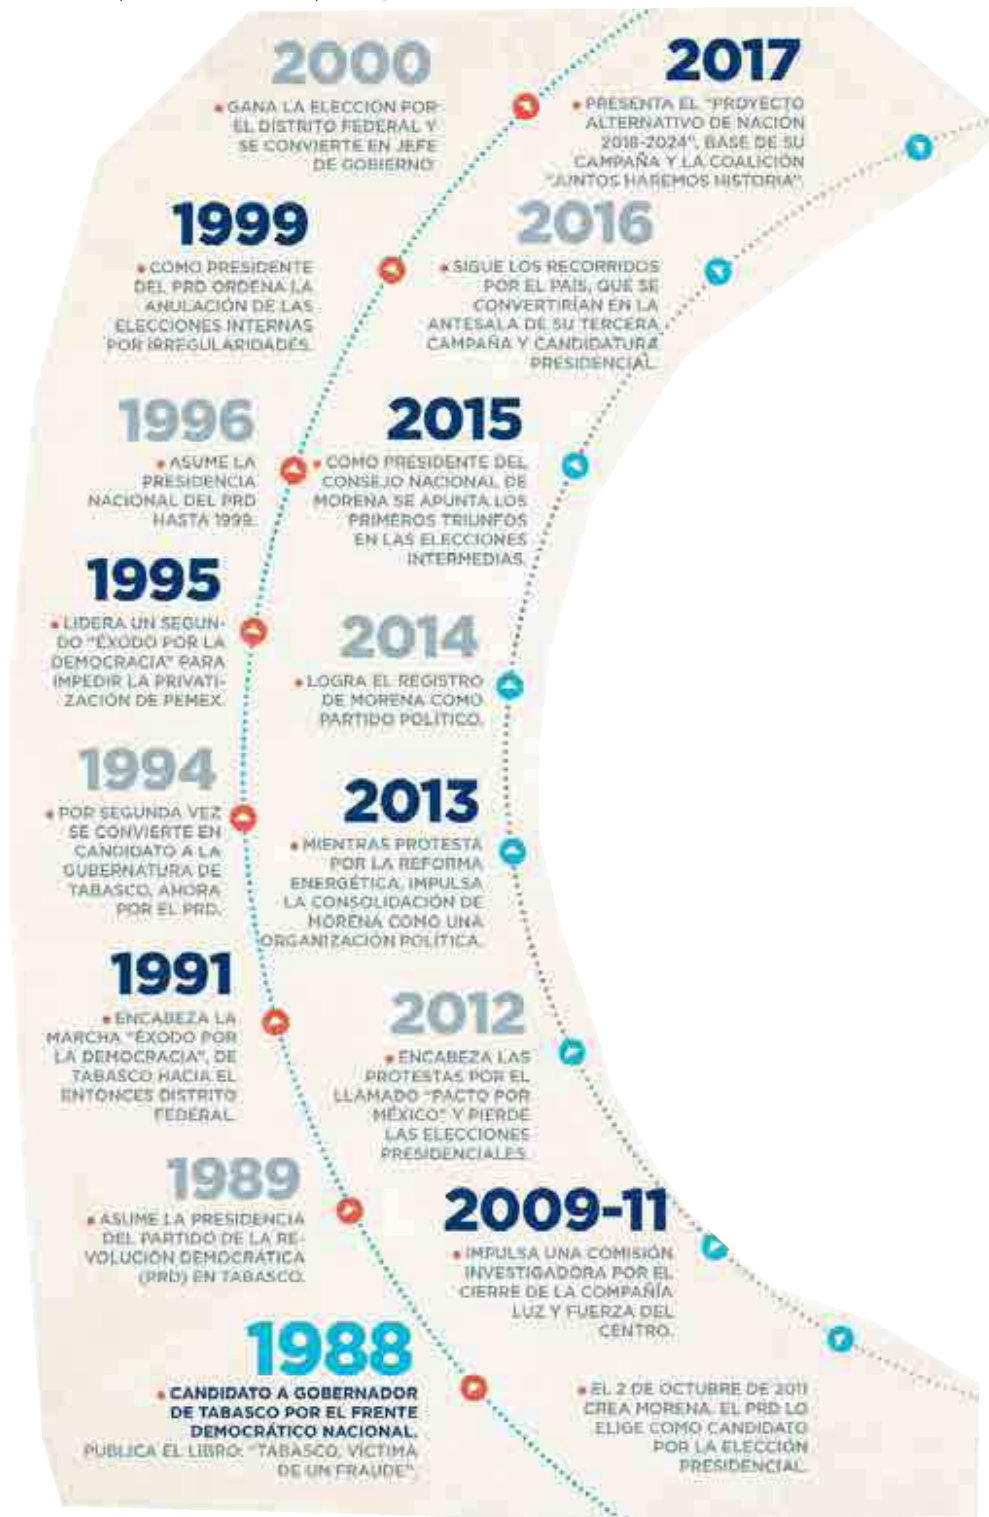 2000
• GANA LA ELECCIÓN POR
EL DISTRITO FEDERAL Y
SE CONVIERTE EN JEFE
DE GOBIERNO.
1999
• COMO PRESIDENTE
DEL PRD ORDENA LA
ANULACIÓN DE LAS
ELECCIONES INTERNAS
POR IRREGULARIDADES.
1996
• ASUME LA
PRESIDENCIA
NACIONAL DEL PRD
HASTA 1999.
1995
• LIDERA UN SEGUN-
DO "ÉXODO POR LA
DEMOCRACIA" PARA
IMPEDIR LA PRIVATI-
ZACIÓN DE PEMEX.
1994
• POR SEGUNDA VEZ
SE CONVIERTE EN
CANDIDATO A LA
GUBERNATURA DE
TABASCO, AHORA
POR EL PRD.
1991
• ENCABEZA LA
MARCHA "ÉXODO POR
LA DEMOCRACIA", DE
TABASCO HACIA EL
ENTONCES DISTRITO
FEDERAL.
1989
• ASUME LA PRESIDENCIA
DEL PARTIDO DE LA RE-
VOLUCIÓN DEMOCRÁTICA
(PRD) EN TABASCO.
1988
• CANDIDATO A GOBERNADOR
DE TABASCO POR EL FRENTE
DEMOCRÁTICO NACIONAL.
PUBLICA EL LIBRO: "TABASCO, VÍCTIMA
DE UN FRAUDE".
2017
• PRESENTA EL "PROYECTO
ALTERNATIVO DE NACIÓN
2018-2024", BASE DE SU
CAMPAÑA Y LA COALICIÓN
"JUNTOS HAREMOS HISTORIA".
2016
• SIGUE LOS RECORRIDOS
POR EL PAÍS, QUE SE
CONVERTIRÍAN EN LA
ANTESALA DE SU TERCERA
CAMPAÑA Y CANDIDATURA
PRESIDENCIAL.
2015
• COMO PRESIDENTE DEL
CONSEJO NACIONAL DE
MORENA SE APUNTA LOS
PRIMEROS TRIUNFOS
EN LAS ELECCIONES
INTERMEDIAS.
2014
• LOGRA EL REGISTRO
DE MORENA COMO
PARTIDO POLÍTICO.
2013
• MIENTRAS PROTESTA
POR LA REFORMA
ENERGÉTICA, IMPULSA
LA CONSOLIDACIÓN DE
MORENA COMO UNA
ORGANIZACIÓN POLÍTICA.
2012
• ENCABEZA LAS
PROTESTAS POR EL
LLAMADO "PACTO POR
MÉXICO" Y PIERDE
LAS ELECCIONES
PRESIDENCIALES.
2009-11
• IMPULSA UNA COMISIÓN
INVESTIGADORA POR EL
CIERRE DE LA COMPAÑÍA
LUZ Y FUERZA DEL
CENTRO.
• EL 2 DE OCTUBRE DE 2011
CREA MORENA. EL PRD LO
ELIGE COMO CANDIDATO
POR LA ELECCIÓN
PRESIDENCIAL.